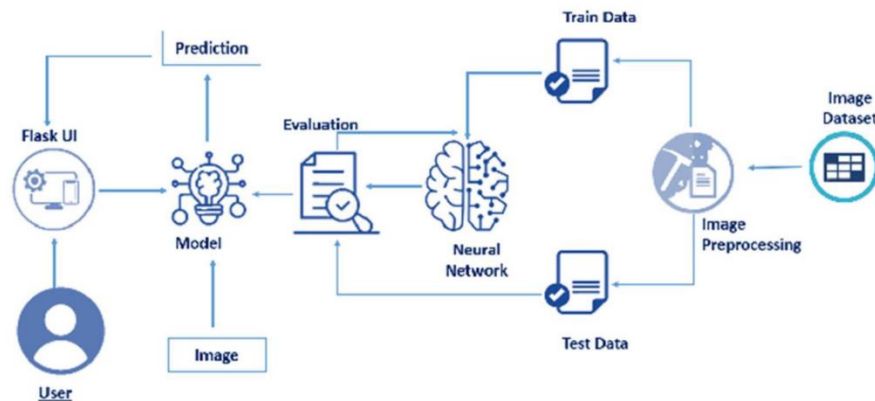 Train Data
Prediction
Image
Dataset
Evaluation
Flask UI
Image
Preprocessing
Model
Neural
Network
Image
Test Data
User